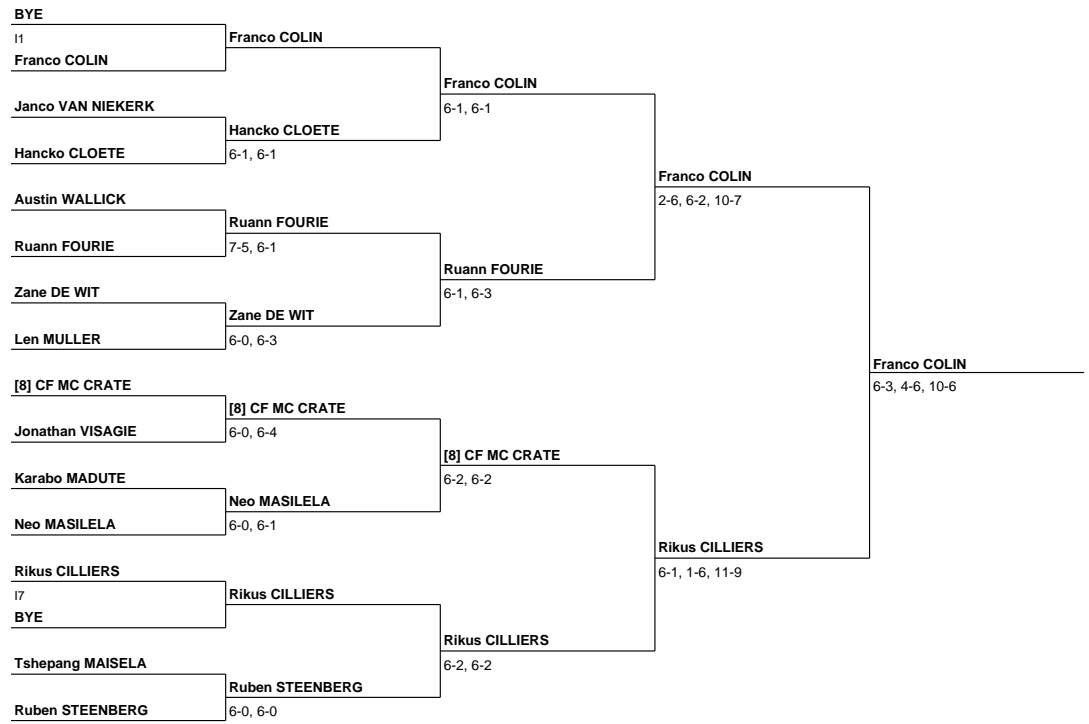 BYE
I1
Franco COLIN
Franco COLIN
Franco COLIN
6-1, 6-1
Janco VAN NIEKERK
Hancko CLOETE
Hancko CLOETE
6-1, 6-1
Franco COLIN
2-6, 6-2, 10-7
Austin WALLICK
Ruann FOURIE
Ruann FOURIE
7-5, 6-1
Ruann FOURIE
6-1, 6-3
Zane DE WIT
Zane DE WIT
Len MULLER
6-0, 6-3
Franco COLIN
6-3, 4-6, 10-6
[8] CF MC CRATE
[8] CF MC CRATE
Jonathan VISAGIE
6-0, 6-4
[8] CF MC CRATE
6-2, 6-2
Karabo MADUTE
Neo MASILELA
Neo MASILELA
6-0, 6-1
Rikus CILLIERS
6-1, 1-6, 11-9
Rikus CILLIERS
I7
Rikus CILLIERS
BYE
Rikus CILLIERS
6-2, 6-2
Tshepang MAISELA
Ruben STEENBERG
Ruben STEENBERG
6-0, 6-0